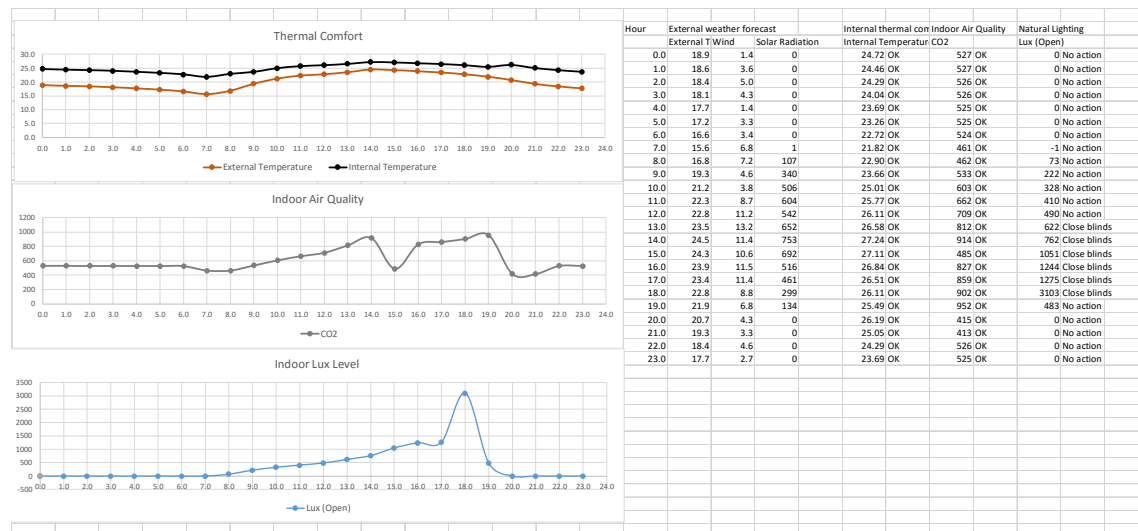 Thermal Comfort
30.0
25.0
20.0
15.0
10.0
5.0
0.0
0.0 1.0 2.0 3.0 4.0 5.0 6.0 7.0 8.0 9.0 10.0 11.0 12.0 13.0 14.0 15.0 16.0 17.0 18.0 19.0 20.0 21.0 22.0 23.0 24.0
External Temperature Internal Temperature
Indoor Air Quality
1200
1000
800
600
400
200
0
0.0 1.0 2.0 3.0 4.0 5.0 6.0 7.0 8.0 9.0 10.0 11.0 12.0 13.0 14.0 15.0 16.0 17.0 18.0 19.0 20.0 21.0 22.0 23.0 24.0
CO2
Indoor Lux Level
3500
3000
2500
2000
1500
1000
500
0
-500
0.0 1.0 2.0 3.0 4.0 5.0 6.0 7.0 8.0 9.0 10.0 11.0 12.0 13.0 14.0 15.0 16.0 17.0 18.0 19.0 20.0 21.0 22.0 23.0 24.0
Lux (Open)
Hour External weather forecast Internal thermal com Indoor Air Quality Natural Lighting
External T Wind Solar Radiation Internal Temperatur CO2 Lux (Open)
0.0 18.9 1.4 0 24.72 OK 527 OK 0 No action
1.0 18.6 3.6 0 24.46 OK 527 OK 0 No action
2.0 18.4 5.0 0 24.29 OK 526 OK 0 No action
3.0 18.1 4.3 0 24.04 OK 526 OK 0 No action
4.0 17.7 1.4 0 23.69 OK 525 OK 0 No action
5.0 17.2 3.3 0 23.26 OK 525 OK 0 No action
6.0 16.6 3.4 0 22.72 OK 524 OK 0 No action
7.0 15.6 6.8 1 21.82 OK 461 OK -1 No action
8.0 16.8 7.2 107 22.90 OK 462 OK 73 No action
9.0 19.3 4.6 340 23.66 OK 533 OK 222 No action
10.0 21.2 3.8 506 25.01 OK 603 OK 328 No action
11.0 22.3 8.7 604 25.77 OK 662 OK 410 No action
12.0 22.8 11.2 542 26.11 OK 709 OK 490 No action
13.0 23.5 13.2 652 26.58 OK 812 OK 622 Close blinds
14.0 24.5 11.4 753 27.24 OK 914 OK 762 Close blinds
15.0 24.3 10.6 692 27.11 OK 485 OK 1051 Close blinds
16.0 23.9 11.5 516 26.84 OK 827 OK 1244 Close blinds
17.0 23.4 11.4 461 26.51 OK 859 OK 1275 Close blinds
18.0 22.8 8.8 299 26.11 OK 902 OK 3103 Close blinds
19.0 21.9 6.8 134 25.49 OK 952 OK 483 No action
20.0 20.7 4.3 0 26.19 OK 415 OK 0 No action
21.0 19.3 3.3 0 25.05 OK 413 OK 0 No action
22.0 18.4 4.6 0 24.29 OK 526 OK 0 No action
23.0 17.7 2.7 0 23.69 OK 525 OK 0 No action